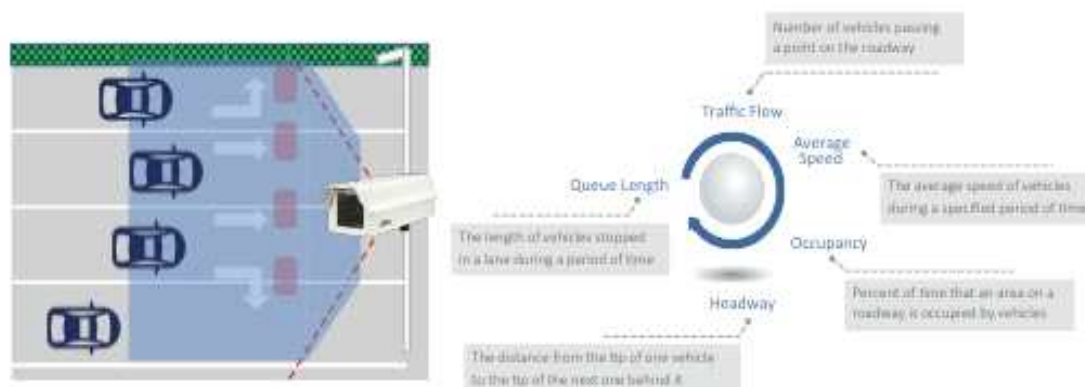 Number of vehicles passing
a point on the roadway
Traffic Flow
Average
Speed
The average speed of vehicles
during a specified period of time
Queue Length
The length of vehicles stopped
in a lane during a period of time
Occupancy
Percent of time that an area on a
roadway is occupied by vehicles
Headway
The distance from the tip of one vehicle
to the tip of the next one behind it